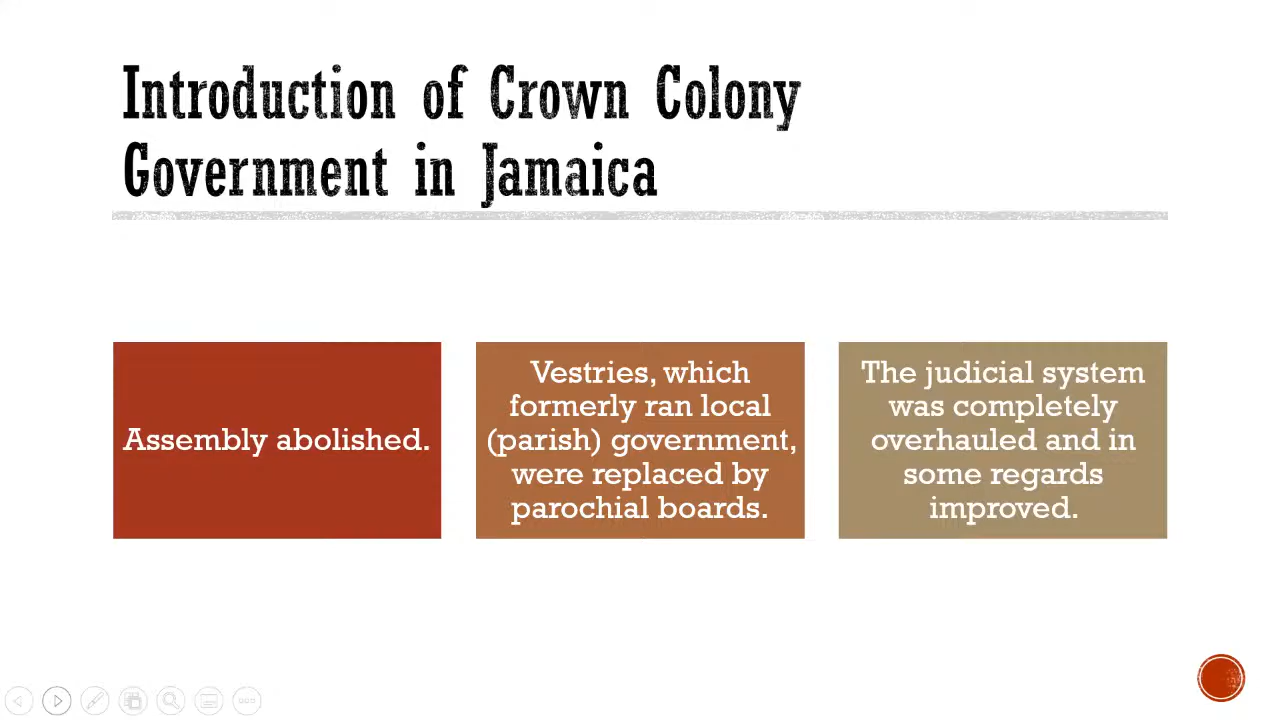 Introduction of Crown Colony
Government in Jamaica
Assembly abolished.
Vestries, which
formerly ran local
(parish) government,
were replaced by
parochial boards.
The judicial system
was completely
overhauled and in
some regards
improved.